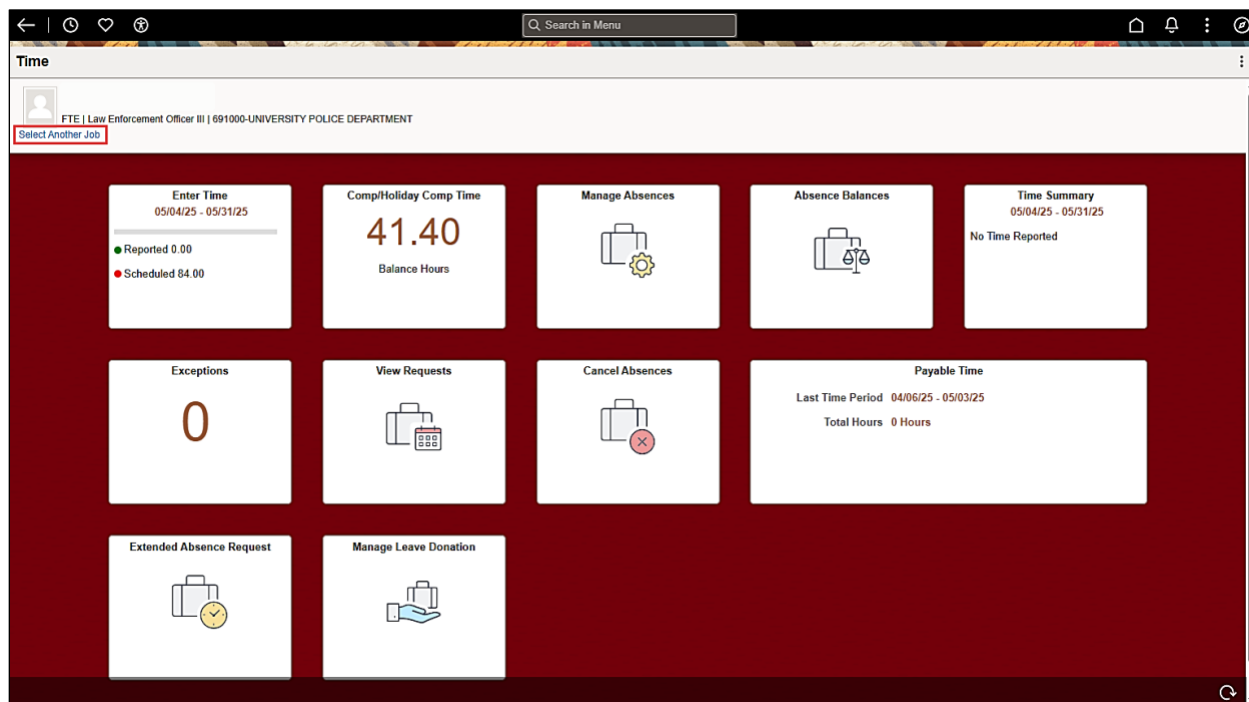 Search in Menu
Time
FTE | Law Enforcement Officer III | 691000-UNIVERSITY POLICE DEPARTMENT
Select Another Job
Enter Time
05/04/25 - 05/31/25
Reported 0.00
Scheduled 84.00
Comp/Holiday Comp Time
41.40
Balance Hours
Manage Absences
Absence Balances
Time Summary
05/04/25 - 05/31/25
No Time Reported
Exceptions
0
View Requests
Cancel Absences
Payable Time
Last Time Period 04/06/25 - 05/03/25
Total Hours 0 Hours
Extended Absence Request
Manage Leave Donation